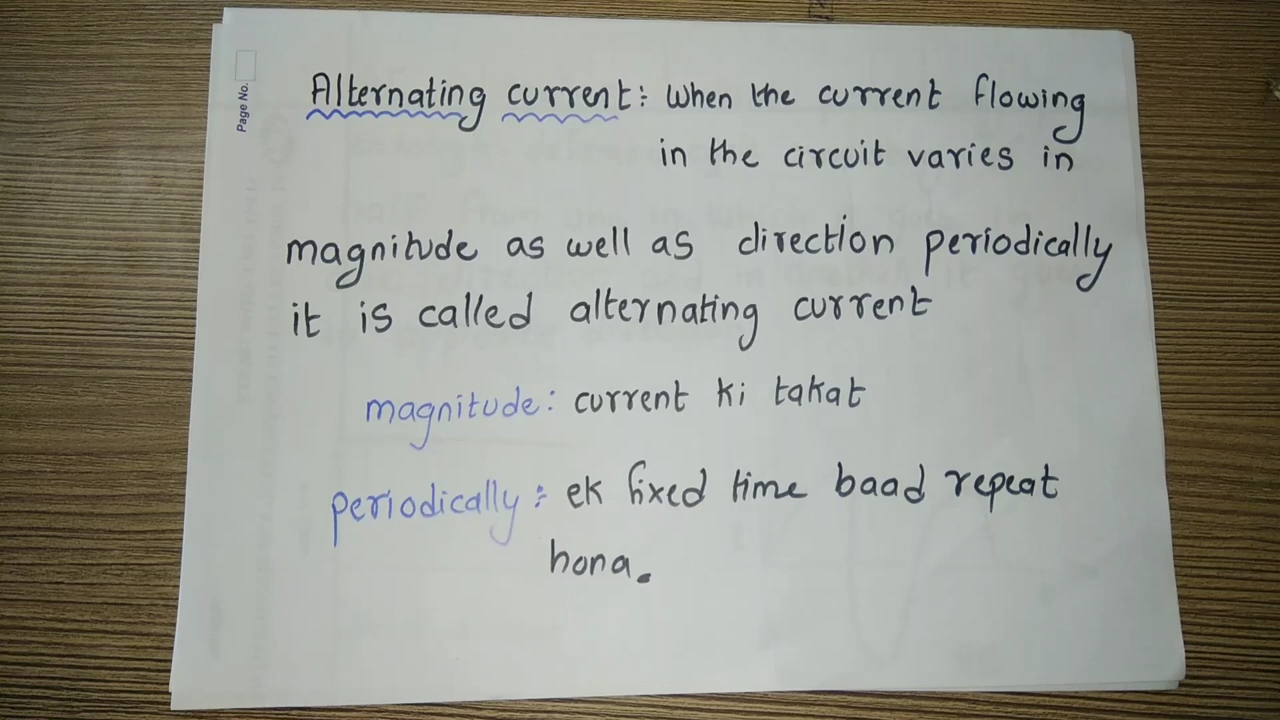 Page No.
Alternating current: When the current flowing
in the circuit varies in
magnitude as well as direction periodically
it is called alternating current
magnitude: current ki takat
periodically: ek fixed time baad repeat
hona.